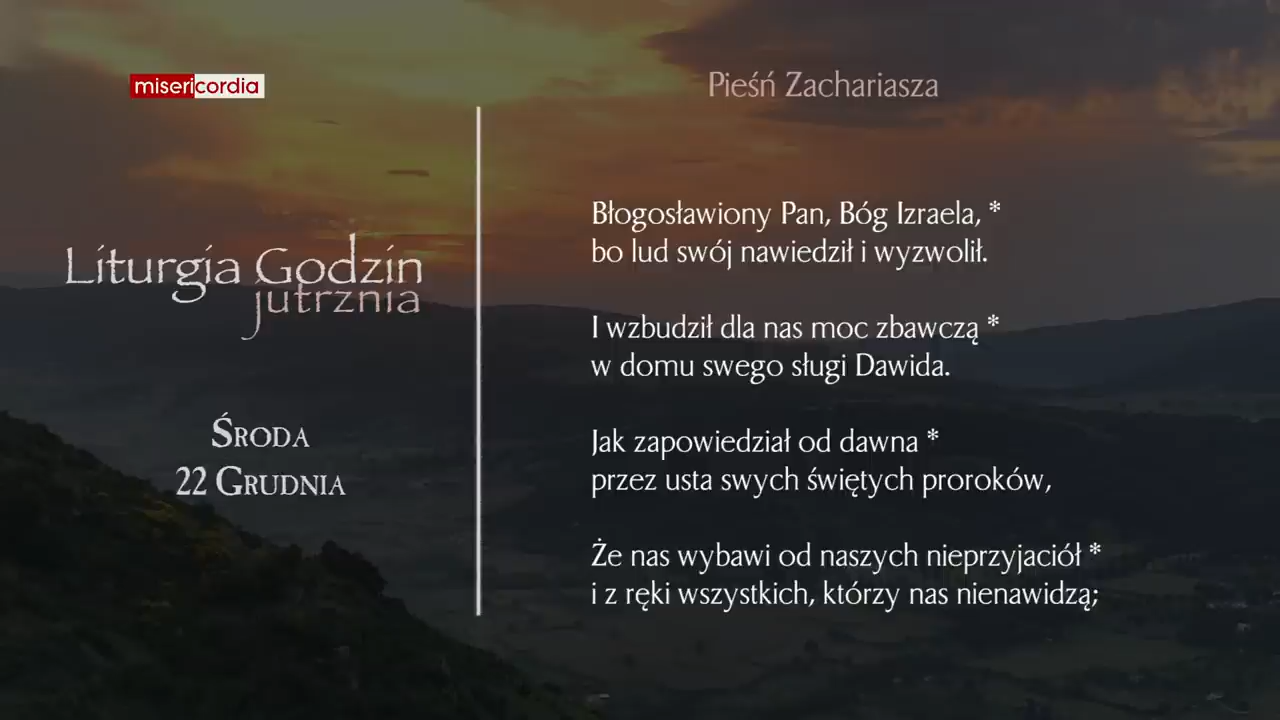 misericordia
Liturgia Godzin
jutrznia
Środa
22 Grudnia
Pieśń Zachariasza
Błogosławiony Pan, Bóg Izraela, *
bo lud swój nawiedził i wyzwolił.
I wzbudził dla nas moc zbawczą *
w domu swego sługi Dawida.
Jak zapowiedział od dawna *
przez usta swych świętych proroków,
Że nas wybawi od naszych nieprzyjaciół *
i z ręki wszystkich, którzy nas nienawidzą;